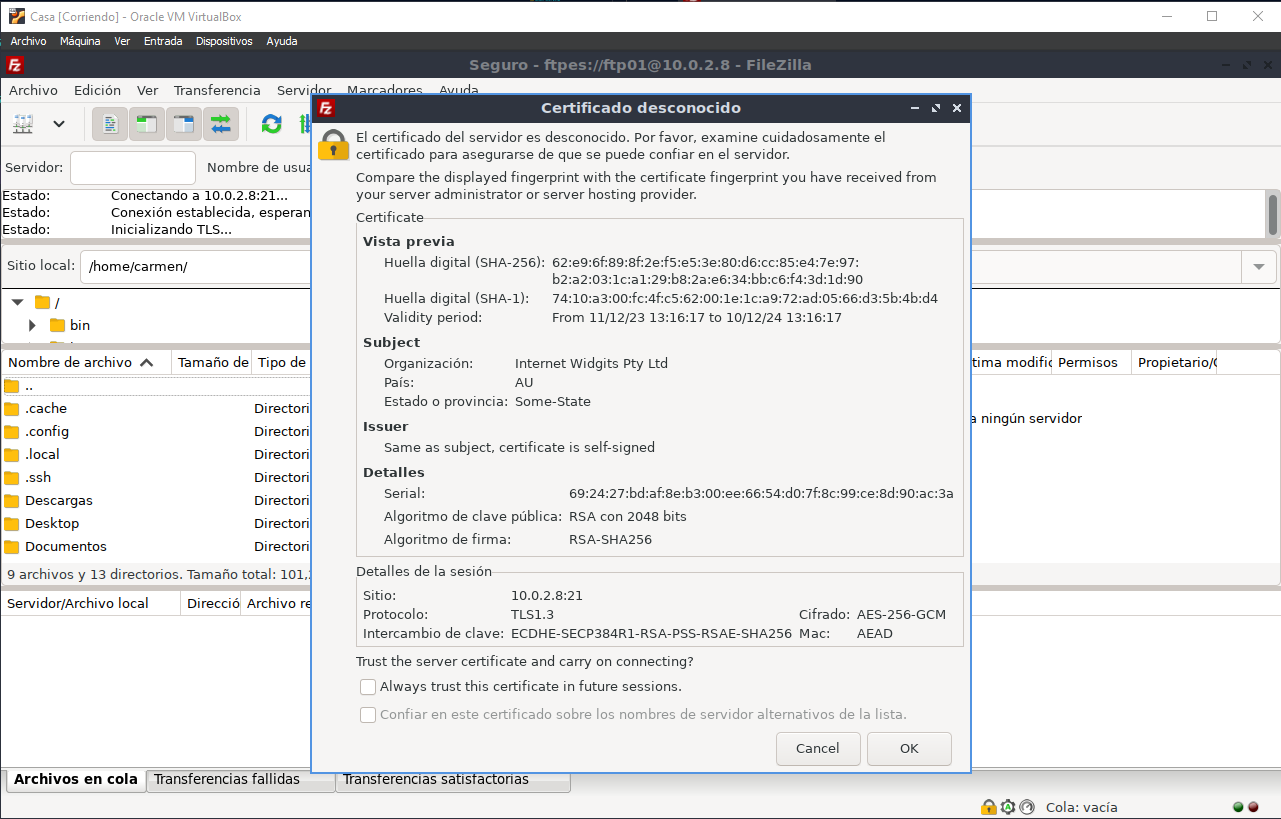 Casa [Corriendo] - Oracle VM VirtualBox
Archivo Máquina Ver Entrada Dispositivos Ayuda
Seguro - ftpes://ftp01@10.0.2.8 - FileZilla
Archivo Edición Ver Transferencia Servidor Marcadores Ayuda
Certificado desconocido
El certificado del servidor es desconocido. Por favor, examine cuidadosamente el
certificado para asegurarse de que se puede confiar en el servidor.
Compare the displayed fingerprint with the certificate fingerprint you have received from
your server administrator or server hosting provider.
Certificate
Vista previa
Huella digital (SHA-256): 62:e9:6f:89:8f:2e:f5:e5:3e:80:d6:cc:85:e4:7e:97:
b2:a2:03:1c:a1:29:b8:2a:e6:34:bb:c6:f4:3d:1d:90
Huella digital (SHA-1): 74:10:a3:00:fc:4f:c5:62:00:1e:1c:a9:72:ad:05:66:d3:5b:4b:d4
Validity period: From 11/12/23 13:16:17 to 10/12/24 13:16:17
Subject
Organización: Internet Widgits Pty Ltd
País: AU
Estado o provincia: Some-State
Issuer
Same as subject, certificate is self-signed
Detalles
Serial: 69:24:27:bd:af:8e:b3:00:ee:66:54:d0:7f:8c:99:ce:8d:90:ac:3a
Algoritmo de clave pública: RSA con 2048 bits
Algoritmo de firma: RSA-SHA256
Detalles de la sesión
Sitio: 10.0.2.8:21
Protocolo: TLS1.3 Cifrado: AES-256-GCM
Intercambio de clave: ECDHE-SECP384R1-RSA-PSS-RSAE-SHA256 Mac: AEAD
Trust the server certificate and carry on connecting?
Always trust this certificate in future sessions.
Confiar en este certificado sobre los nombres de servidor alternativos de la lista.
Cancel OK
Servidor: Nombre de usua
Estado: Conectando a 10.0.2.8:21...
Estado: Conexión establecida, esperan
Estado: Inicializando TLS...
Sitio local: /home/carmen/
/
bin
Nombre de archivo Tamaño de Tipo de
..
.cache Directori
.config Directori
.local Directori
.ssh Directori
Descargas Directori
Desktop Directori
Documentos Directori
9 archivos y 13 directorios. Tamaño total: 101,
tima modific Permisos Propietario/
a ningún servidor
Servidor/Archivo local Direcció Archivo re
Archivos en cola Transferencias fallidas Transferencias satisfactorias
Cola: vacía